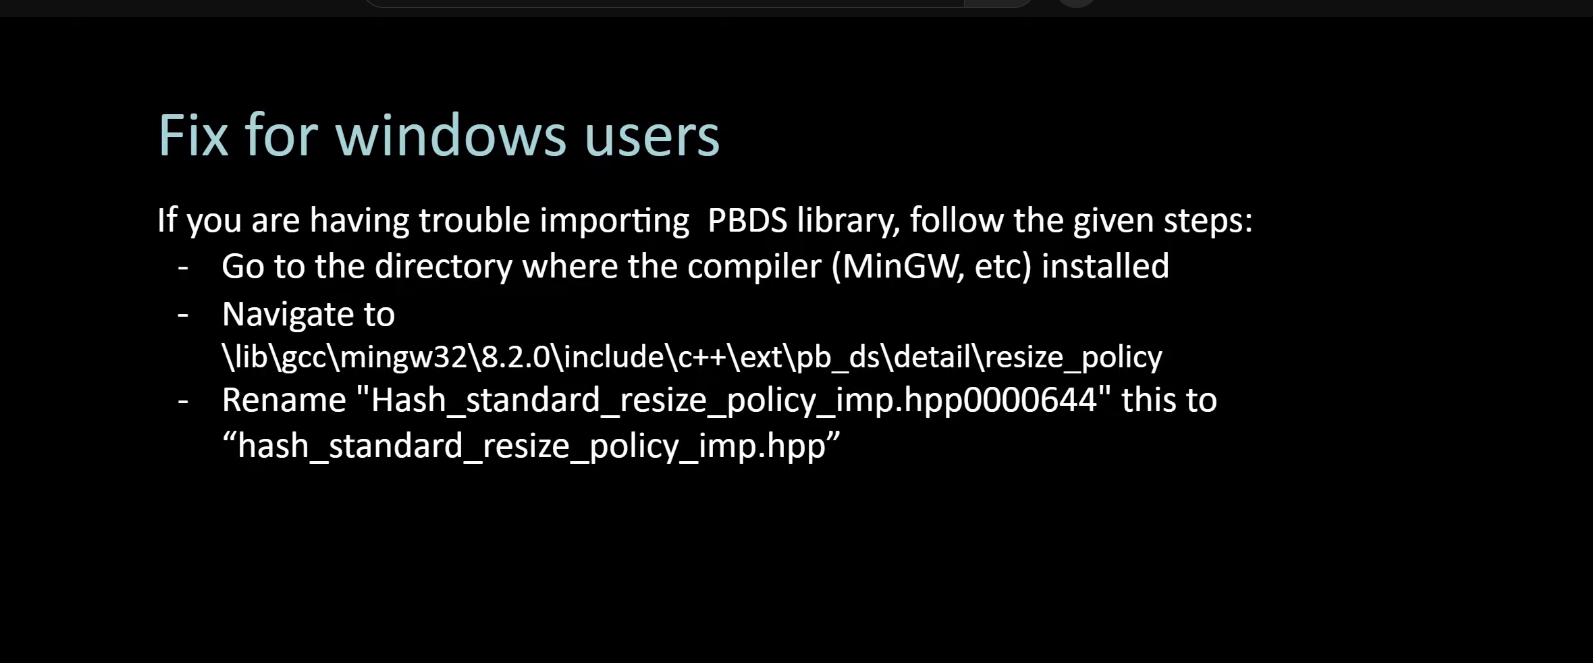 Fix for windows users
If you are having trouble importing  PBDS library, follow the given steps:
- Go to the directory where the compiler (MinGW, etc) installed
- Navigate to
\lib\gcc\mingw32\8.2.0\include\c++\ext\pb_ds\detail\resize_policy
- Rename "Hash_standard_resize_policy_imp.hpp0000644" this to
“hash_standard_resize_policy_imp.hpp”